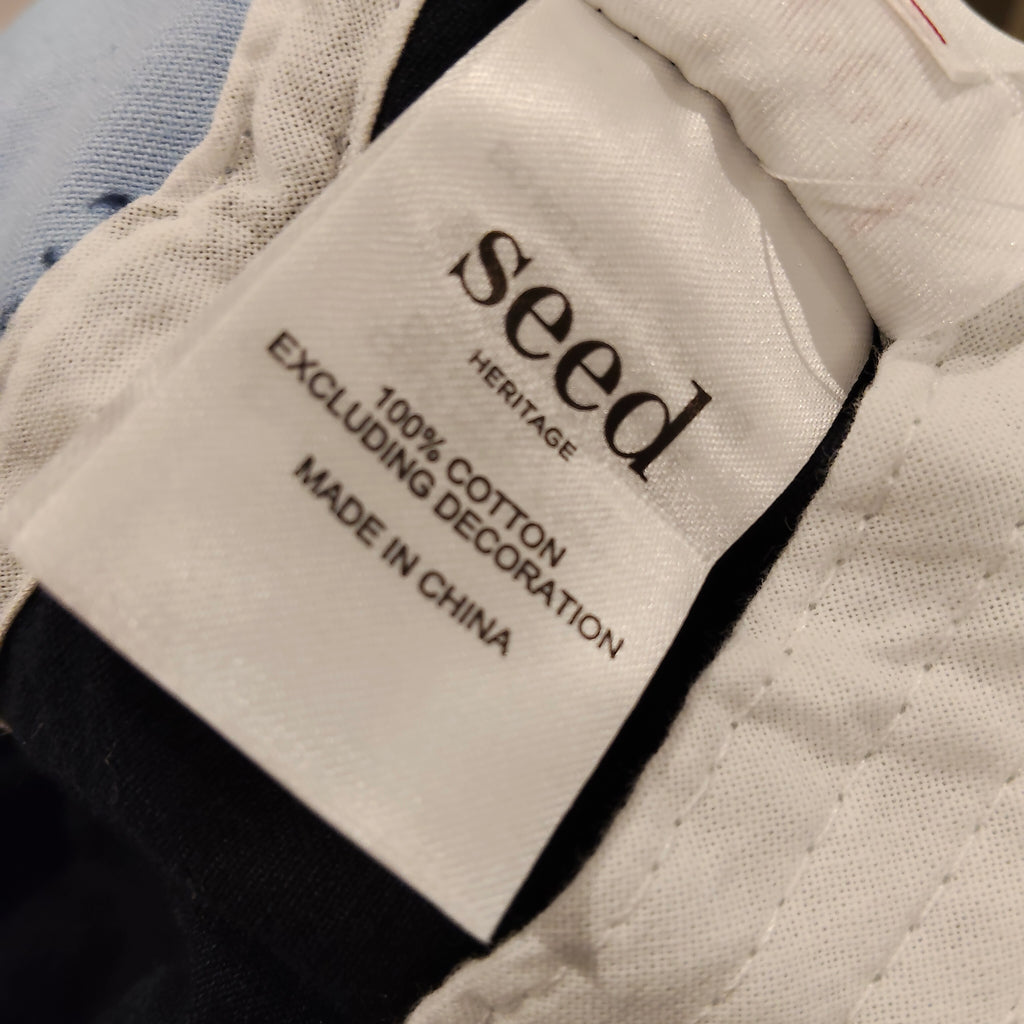 seed
HERITAGE
100% COTTON
EXCLUDING DECORATION
MADE IN CHINA